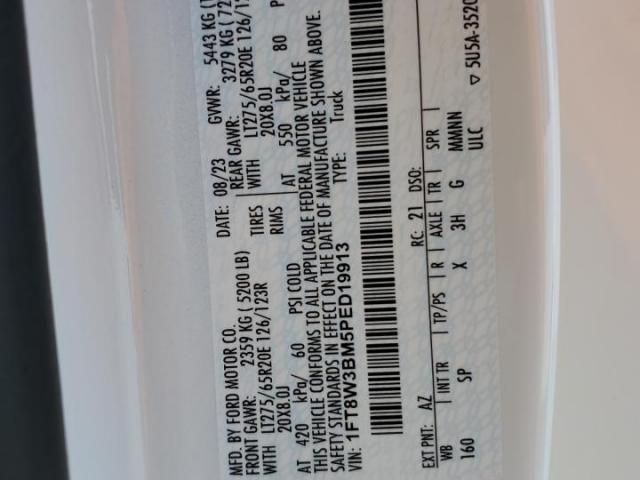 MFD. BY FORD MOTOR CO.
DATE: 08/23 GVWR: 5443 KG
FRONT GAWR: 2359 KG ( 5200 LB) REAR GAWR: 3279 KG
WITH LT275/65R20E 126/123R TIRES WITH LT275/65R20E
20X8.0J RIMS 20X8.0J
AT 420 kPa/ 60 PSI COLD AT 550 kPa/ 80
THIS VEHICLE CONFORMS TO ALL APPLICABLE FEDERAL MOTOR VEHICLE
SAFETY STANDARDS IN EFFECT ON THE DATE OF MANUFACTURE SHOWN ABOVE.
VIN: 1FT8W3BM5PED19913 TYPE: Truck
EXT PNT: AZ RC: 21 DSO:
WB INT TR TP/PS R AXLE TR SPR
160 SP X 3H G MMNN
ULC
▽ 5U5A-3520